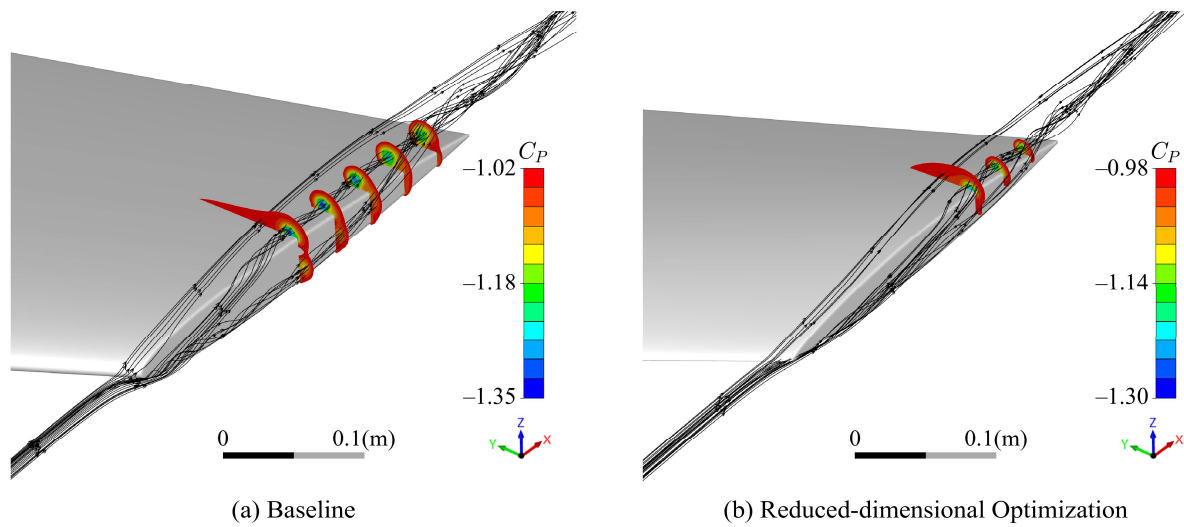 C_P
−1.02
−1.18
−1.35
0 0.1(m)
Z
Y X
(a) Baseline
C_P
−0.98
−1.14
−1.30
0 0.1(m)
Z
Y X
(b) Reduced-dimensional Optimization